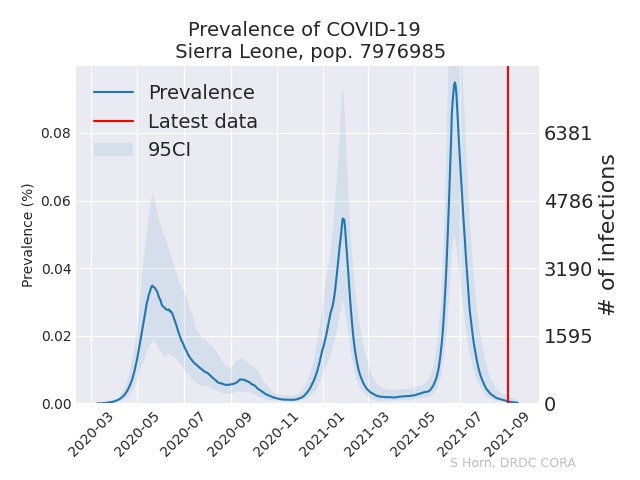 Prevalence of COVID-19
Sierra Leone, pop. 7976985
Prevalence
Latest data
95CI
Prevalence (%)
0.08
0.06
0.04
0.02
0.00
6381
4786
3190
1595
0
# of infections
2020-03
2020-05
2020-07
2020-09
2020-11
2021-01
2021-03
2021-05
2021-07
2021-09
S Horn, DRDC CORA